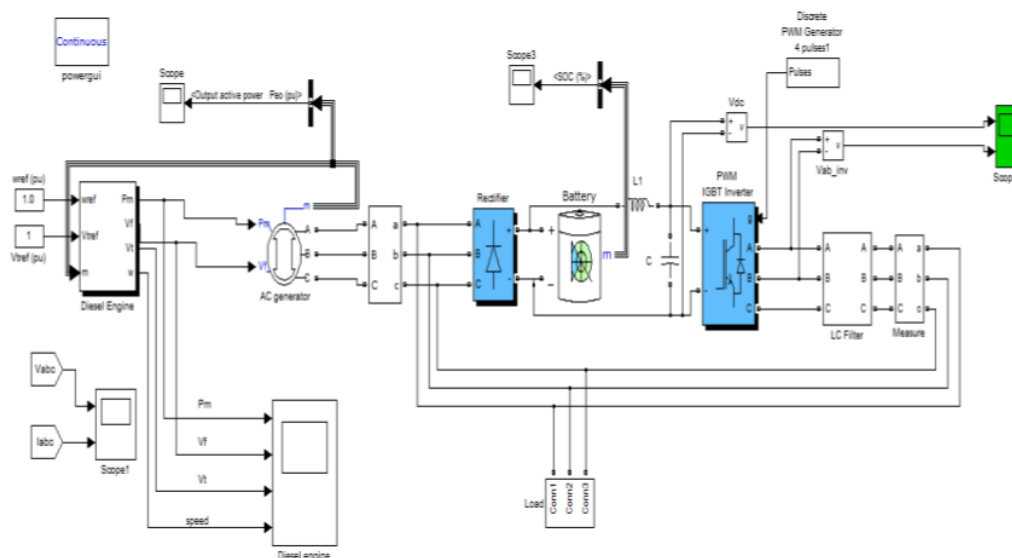 Continuous
powergui
Scope
<Output active power Peo (pu)>
Scope3
<SOC (%)>
Discrete
PWM Generator
4 pulses1
Pulses
Vdc
+
-
v
+
-
v
Vab_inv
Scop
wref (pu)
1.0
1
Vtref (pu)
wref
Vtref
m
Pm
Vf
Vt
w
Diesel Engine
m
Pm
Vf
A
B
C
AC generator
A
B
C
a
b
c
Rectifier
A
B
C
+
-
Battery
+
-
m
L1
C
PWM
IGBT Inverter
g
+
-
A
B
C
A
B
C
A
B
C
LC Filter
A
B
C
a
b
c
Measure
Vabc
Iabc
Scope1
Pm
Vf
Vt
speed
Diesel engine
Load
Conn1
Conn2
Conn3